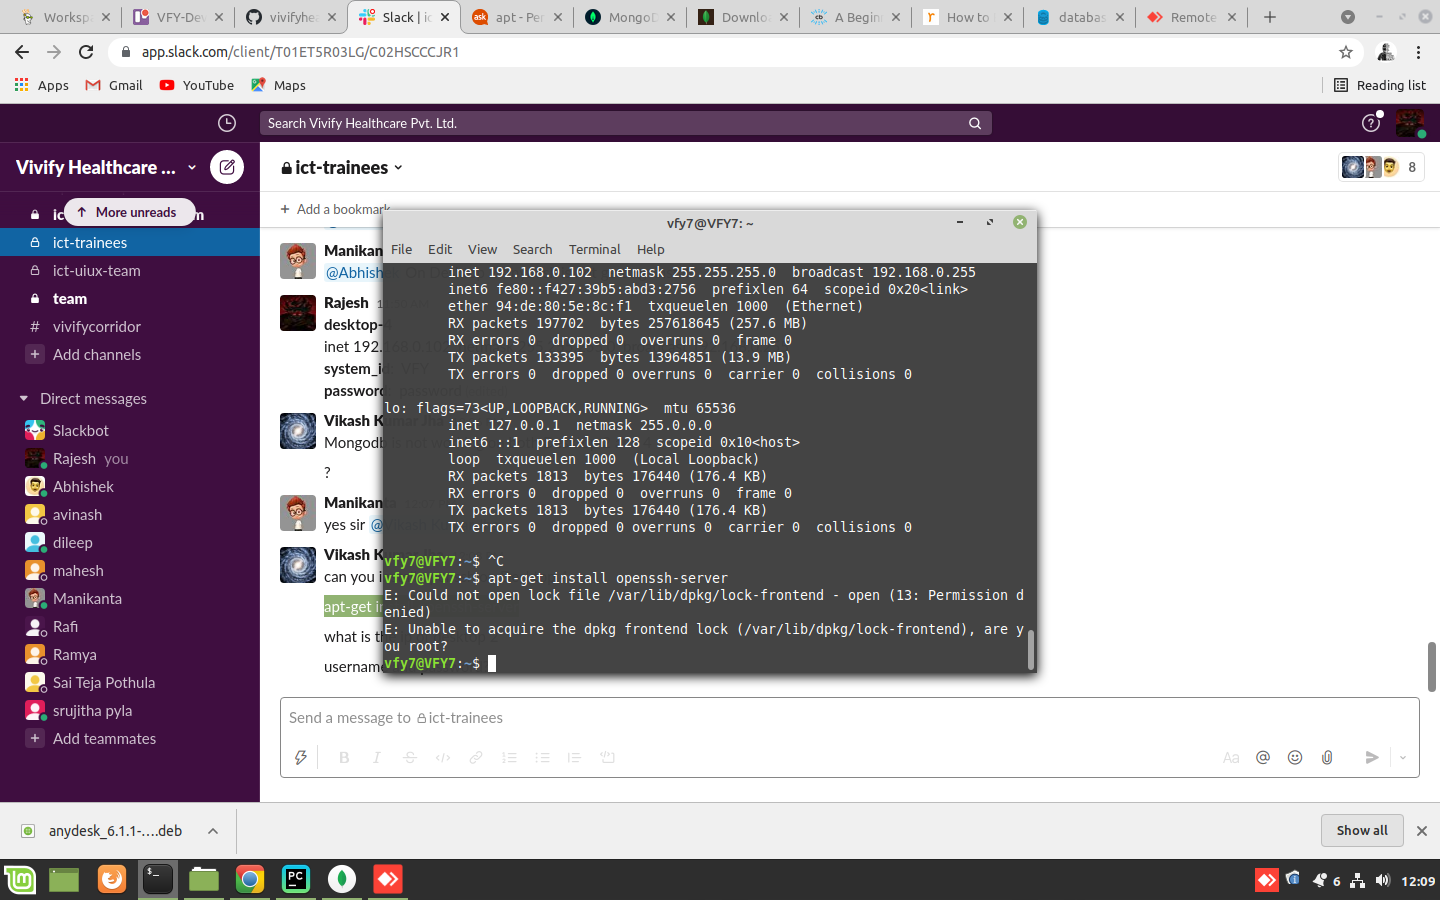 Worksp
VFY-Dev
vivifyhea
Slack | ic
apt - Per
MongoD
Downlo
A Begin
How to
databas
Remote
app.slack.com/client/T01ET5R03LG/C02HSCCCJR1
Apps
Gmail
YouTube
Maps
Reading list
Search Vivify Healthcare Pvt. Ltd.
Vivify Healthcare ...
ict-trainees
8
More unreads
Add a bookmark
ict-trainees
ict-uiux-team
team
# vivifycorridor
Add channels
Direct messages
Slackbot
Rajesh you
Abhishek
avinash
dileep
mahesh
Manikanta
Rafi
Ramya
Sai Teja Pothula
srujitha pyla
Add teammates
Manikan
@Abhish
Rajesh
desktop-
inet 192.
system_i
password
Vikash K
Mongodb
?
Manikanta
yes sir @
Vikash K
can you i
apt-get i
what is th
username
vfy7@VFY7: ~
File Edit View Search Terminal Help
inet 192.168.0.102 netmask 255.255.255.0 broadcast 192.168.0.255
inet6 fe80::f427:39b5:abd3:2756 prefixlen 64 scopeid 0x20<link>
ether 94:de:80:5e:8c:f1 txqueuelen 1000 (Ethernet)
RX packets 197702 bytes 257618645 (257.6 MB)
RX errors 0 dropped 0 overruns 0 frame 0
TX packets 133395 bytes 13964851 (13.9 MB)
TX errors 0 dropped 0 overruns 0 carrier 0 collisions 0
lo: flags=73<UP,LOOPBACK,RUNNING> mtu 65536
inet 127.0.0.1 netmask 255.0.0.0
inet6 ::1 prefixlen 128 scopeid 0x10<host>
loop txqueuelen 1000 (Local Loopback)
RX packets 1813 bytes 176440 (176.4 KB)
RX errors 0 dropped 0 overruns 0 frame 0
TX packets 1813 bytes 176440 (176.4 KB)
TX errors 0 dropped 0 overruns 0 carrier 0 collisions 0
vfy7@VFY7:~$ ^C
vfy7@VFY7:~$ apt-get install openssh-server
E: Could not open lock file /var/lib/dpkg/lock-frontend - open (13: Permission d
enied)
E: Unable to acquire the dpkg frontend lock (/var/lib/dpkg/lock-frontend), are y
ou root?
vfy7@VFY7:~$
Send a message to ict-trainees
Aa
anydesk_6.1.1-....deb
Show all
6
12:09